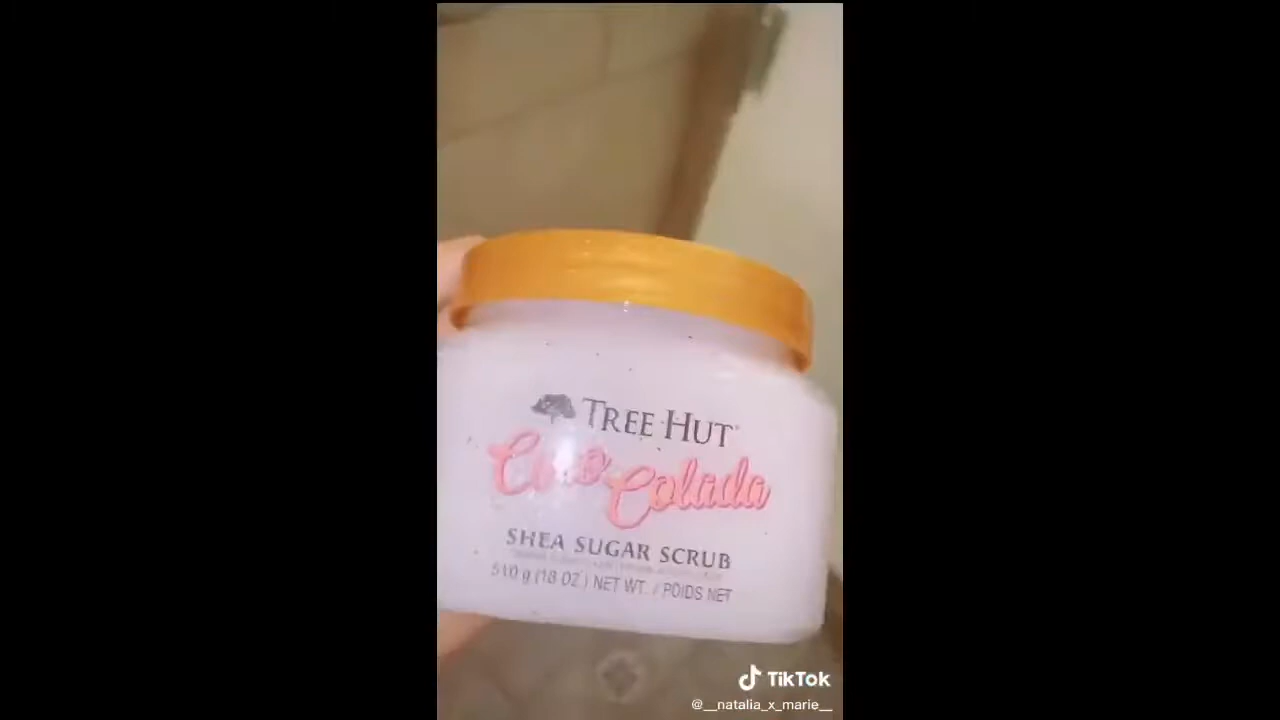 TREE HUT
Coco Colada
SHEA SUGAR SCRUB
510 g (18 OZ.) NET WT. / POIDS NET
TikTok
@__natalia_x_marie__